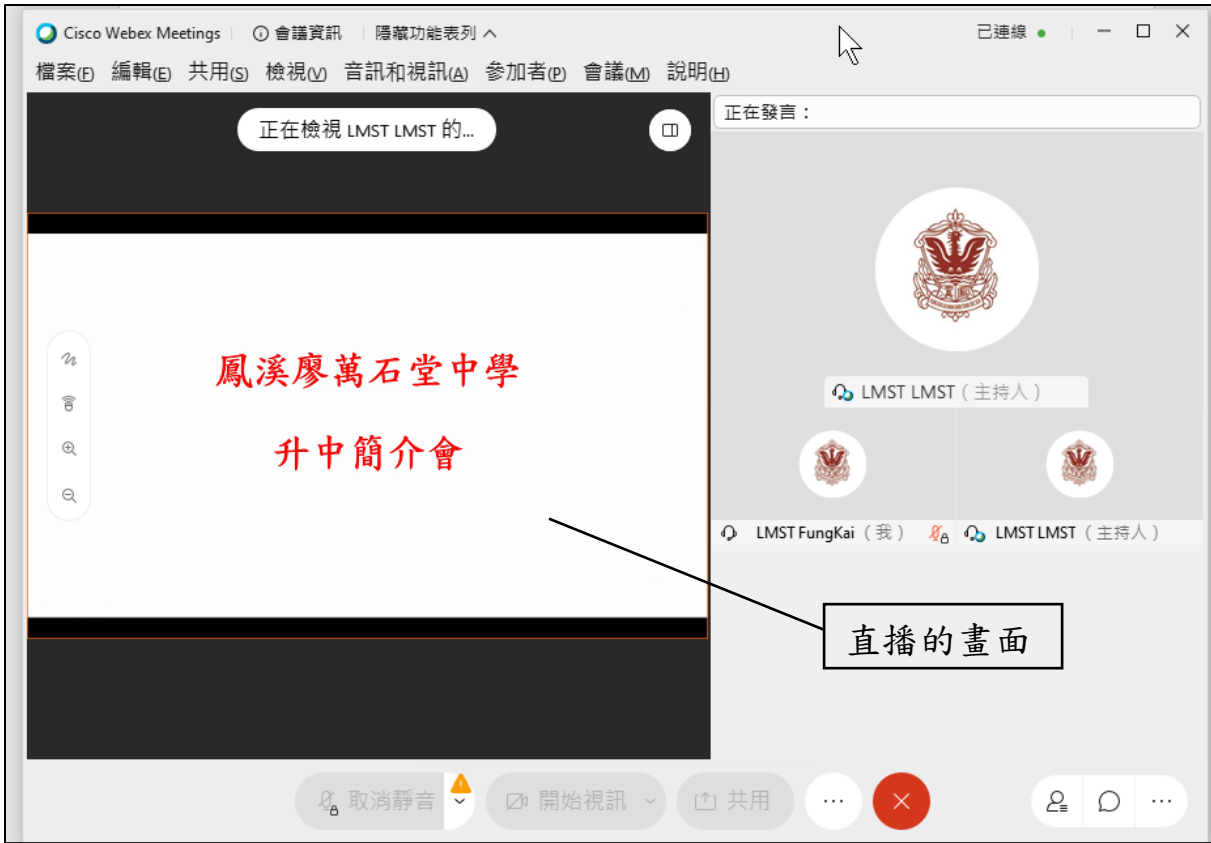 Cisco Webex Meetings 會議資訊 隱藏功能表列 已連線
檔案(F) 編輯(E) 共用(S) 檢視(V) 音訊和視訊(A) 參加者(P) 會議(M) 說明(H)
正在檢視 LMST LMST 的...
正在發言：
鳳溪廖萬石堂中學
升中簡介會
LMST LMST（主持人）
LMST FungKai（我） LMST LMST（主持人）
直播的畫面
取消靜音 開始視訊 共用